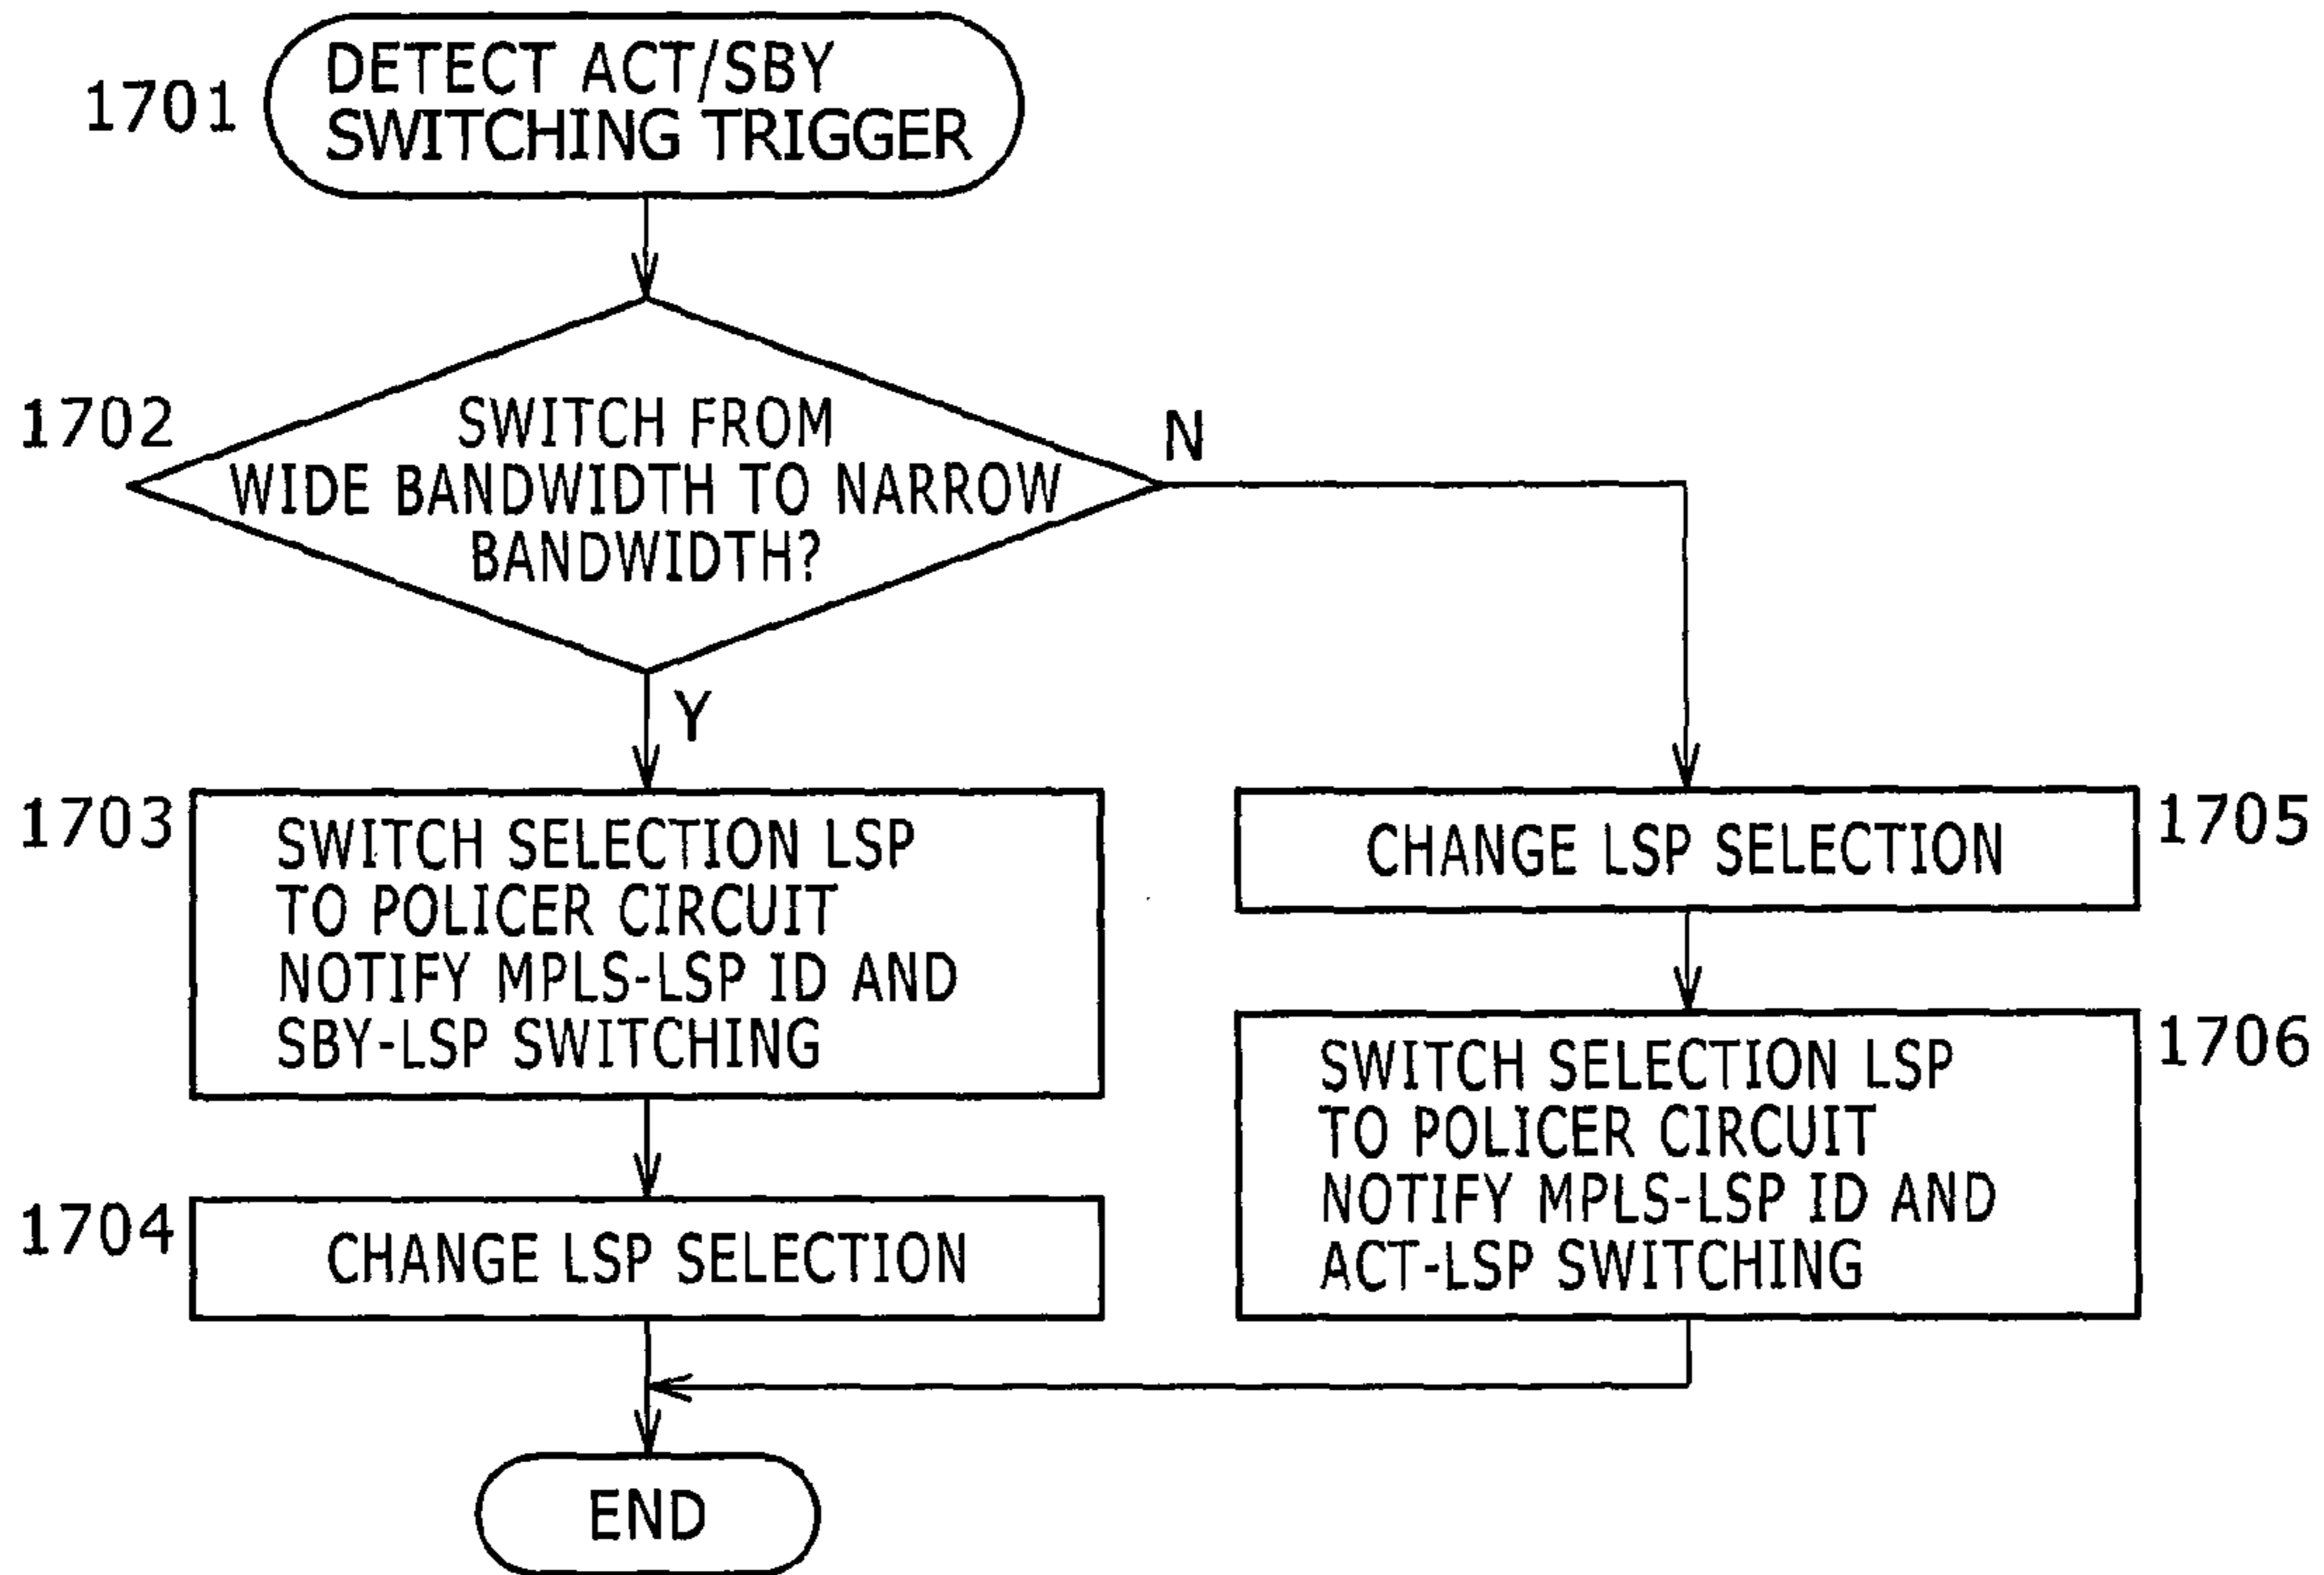 1701
DETECT ACT/SBY
SWITCHING TRIGGER
1702
SWITCH FROM
WIDE BANDWIDTH TO NARROW
BANDWIDTH?
N
Y
1703
SWITCH SELECTION LSP
TO POLICER CIRCUIT
NOTIFY MPLS-LSP ID AND
SBY-LSP SWITCHING
1704
CHANGE LSP SELECTION
CHANGE LSP SELECTION
1705
SWITCH SELECTION LSP
TO POLICER CIRCUIT
NOTIFY MPLS-LSP ID AND
ACT-LSP SWITCHING
1706
END